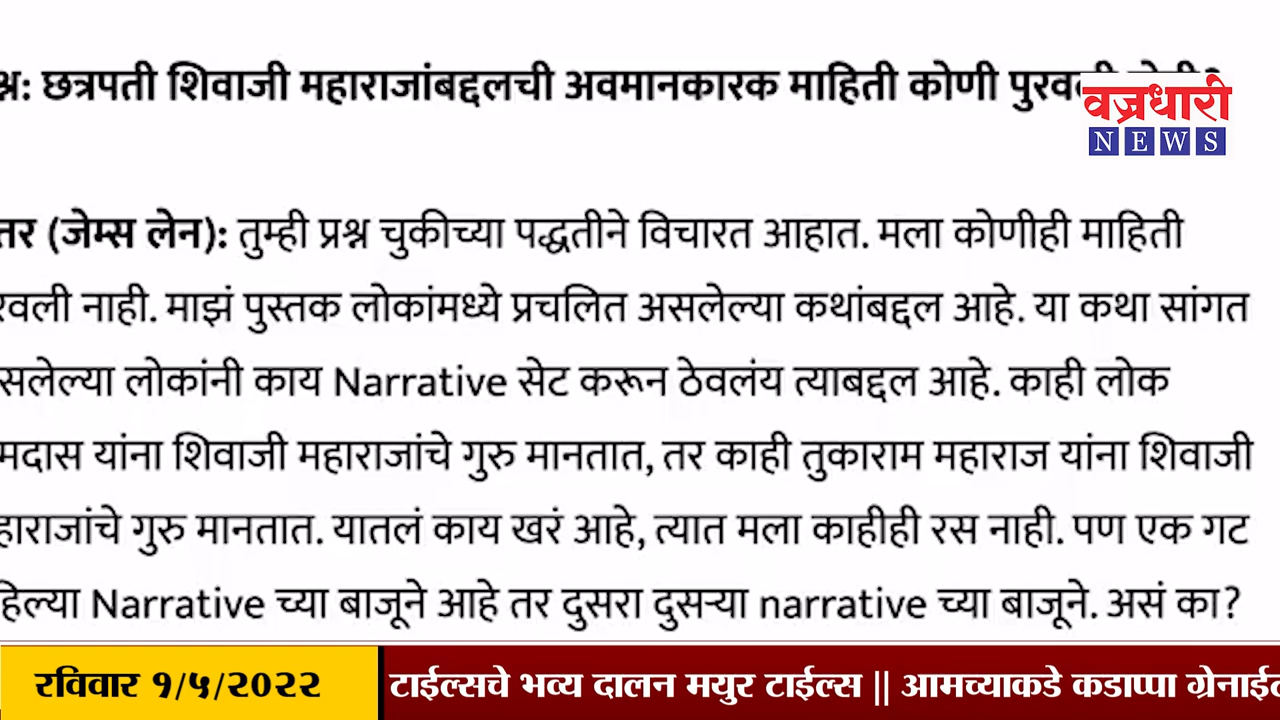 श्न: छत्रपती शिवाजी महाराजांबद्दलची अवमानकारक माहिती कोणी
वज्रधारी
NEWS
तर (जेम्स लेन): तुम्ही प्रश्न चुकीच्या पद्धतीने विचारत आहात. मला कोणीही माहिती
रवली नाही. माझं पुस्तक लोकांमध्ये प्रचलित असलेल्या कथांबद्दल आहे. या कथा सांगत
सलेल्या लोकांनी काय Narrative सेट करून ठेवलंय त्याबद्दल आहे. काही लोक
मदास यांना शिवाजी महाराजांचे गुरु मानतात, तर काही तुकाराम महाराज यांना शिवाजी
हाराजांचे गुरु मानतात. यातलं काय खरं आहे, त्यात मला काहीही रस नाही. पण एक गट
हिल्या Narrative च्या बाजूने आहे तर दुसरा दुसऱ्या narrative च्या बाजूने. असं का?
रविवार १/५/२०२२
टाईल्सचे भव्य दालन मयुर टाईल्स || आमच्याकडे कडाप्पा ग्रेनाईट